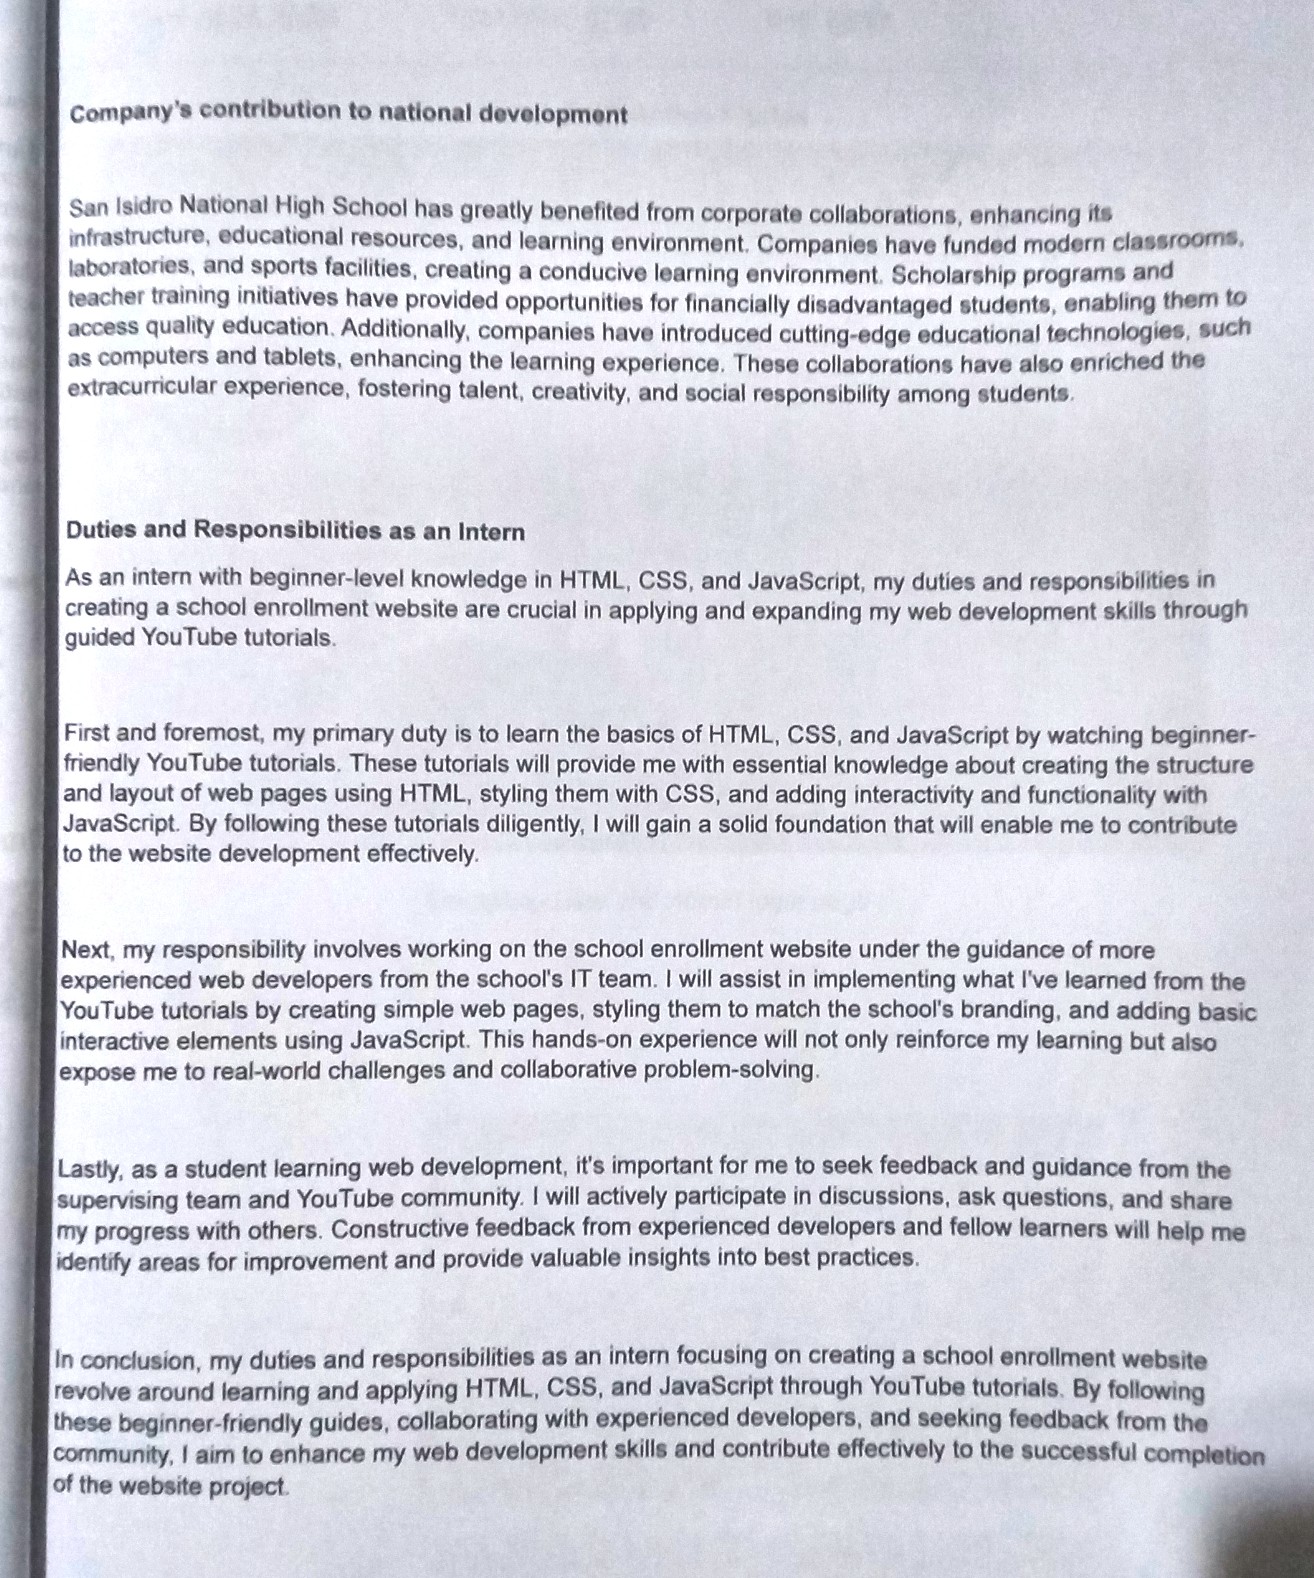 Company's contribution to national development
San Isidro National High School has greatly benefited from corporate collaborations, enhancing its
infrastructure, educational resources, and learning environment. Companies have funded modern classrooms,
laboratories, and sports facilities, creating a conducive learning environment. Scholarship programs and
teacher training initiatives have provided opportunities for financially disadvantaged students, enabling them to
access quality education. Additionally, companies have introduced cutting-edge educational technologies, such
as computers and tablets, enhancing the learning experience. These collaborations have also enriched the
extracurricular experience, fostering talent, creativity, and social responsibility among students.
Duties and Responsibilities as an Intern
As an intern with beginner-level knowledge in HTML, CSS, and JavaScript, my duties and responsibilities in
creating a school enrollment website are crucial in applying and expanding my web development skills through
guided YouTube tutorials.
First and foremost, my primary duty is to learn the basics of HTML, CSS, and JavaScript by watching beginner-
friendly YouTube tutorials. These tutorials will provide me with essential knowledge about creating the structure
and layout of web pages using HTML, styling them with CSS, and adding interactivity and functionality with
JavaScript. By following these tutorials diligently, I will gain a solid foundation that will enable me to contribute
to the website development effectively.
Next, my responsibility involves working on the school enrollment website under the guidance of more
experienced web developers from the school's IT team. I will assist in implementing what I've learned from the
YouTube tutorials by creating simple web pages, styling them to match the school's branding, and adding basic
interactive elements using JavaScript. This hands-on experience will not only reinforce my learning but also
expose me to real-world challenges and collaborative problem-solving.
Lastly, as a student learning web development, it's important for me to seek feedback and guidance from the
supervising team and YouTube community. I will actively participate in discussions, ask questions, and share
my progress with others. Constructive feedback from experienced developers and fellow learners will help me
identify areas for improvement and provide valuable insights into best practices.
In conclusion, my duties and responsibilities as an intern focusing on creating a school enrollment website
revolve around learning and applying HTML, CSS, and JavaScript through YouTube tutorials. By following
these beginner-friendly guides, collaborating with experienced developers, and seeking feedback from the
community, I aim to enhance my web development skills and contribute effectively to the successful completion
of the website project.